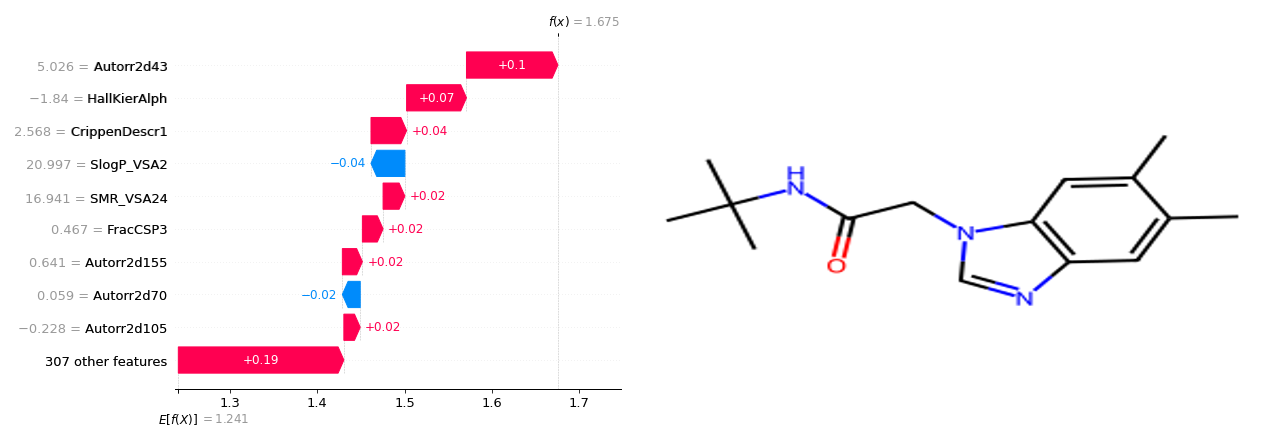 f(x) = 1.675
5.026 = Autorr2d43
+0.1
−1.84 = HallKierAlph
+0.07
2.568 = CrippenDescr1
+0.04
20.997 = SlogP_VSA2
−0.04
16.941 = SMR_VSA24
+0.02
0.467 = FracCSP3
+0.02
0.641 = Autorr2d155
+0.02
0.059 = Autorr2d70
−0.02
−0.228 = Autorr2d105
+0.02
307 other features
+0.19
1.3 1.4 1.5 1.6 1.7
E[f(X)] = 1.241
H
N
O
N
N